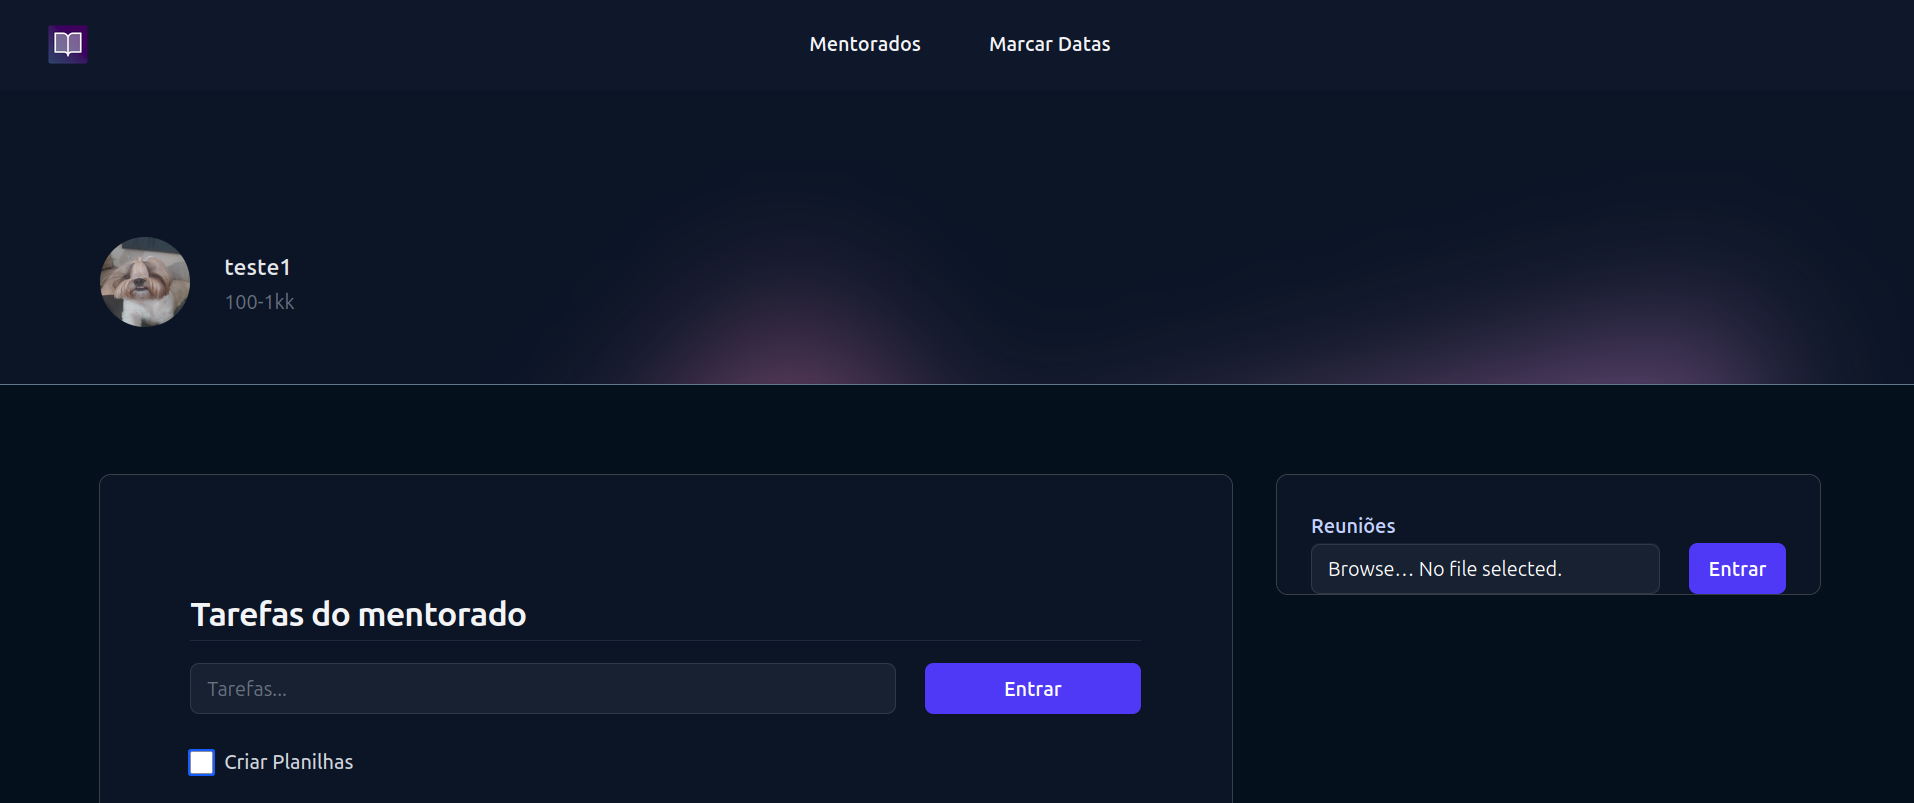 Mentorados
Marcar Datas
teste1
100-1kk
Reuniões
Browse... No file selected.
Entrar
Tarefas do mentorado
Tarefas...
Entrar
Criar Planilhas